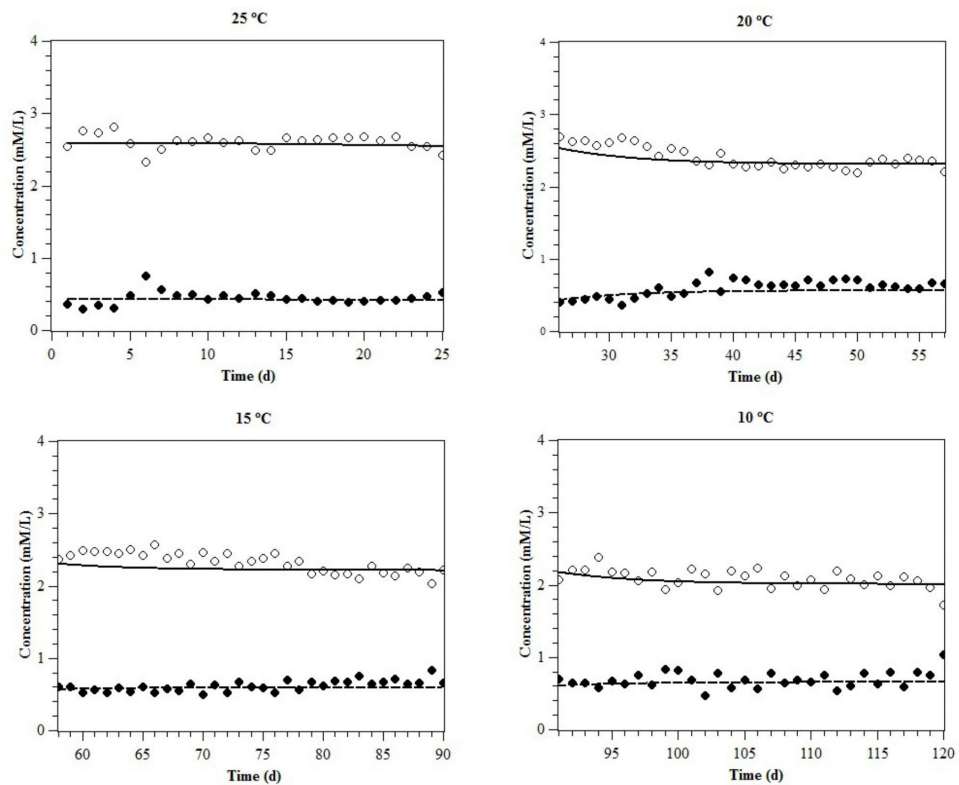 25 ºC
4
3
2
1
0
Concentration (mM/L)
0 5 10 15 20 25
Time (d)
20 ºC
4
3
2
1
0
Concentration (mM/L)
30 35 40 45 50 55
Time (d)
15 ºC
4
3
2
1
0
Concentration (mM/L)
60 65 70 75 80 85 90
Time (d)
10 ºC
4
3
2
1
0
Concentration (mM/L)
95 100 105 110 115 120
Time (d)